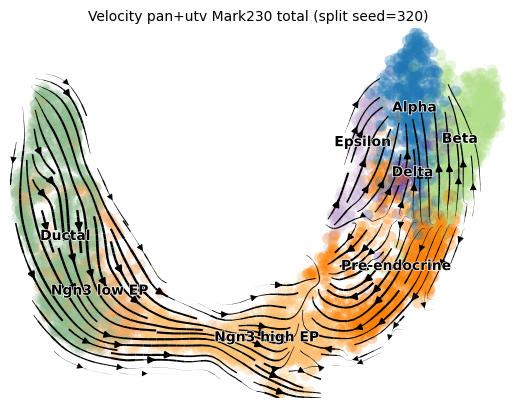 Velocity pan+utv Mark230 total (split seed=320)
Alpha
Epsilon
Beta
Delta
Ductal
Pre-endocrine
Ngn3 low EP
Ngn3 high EP